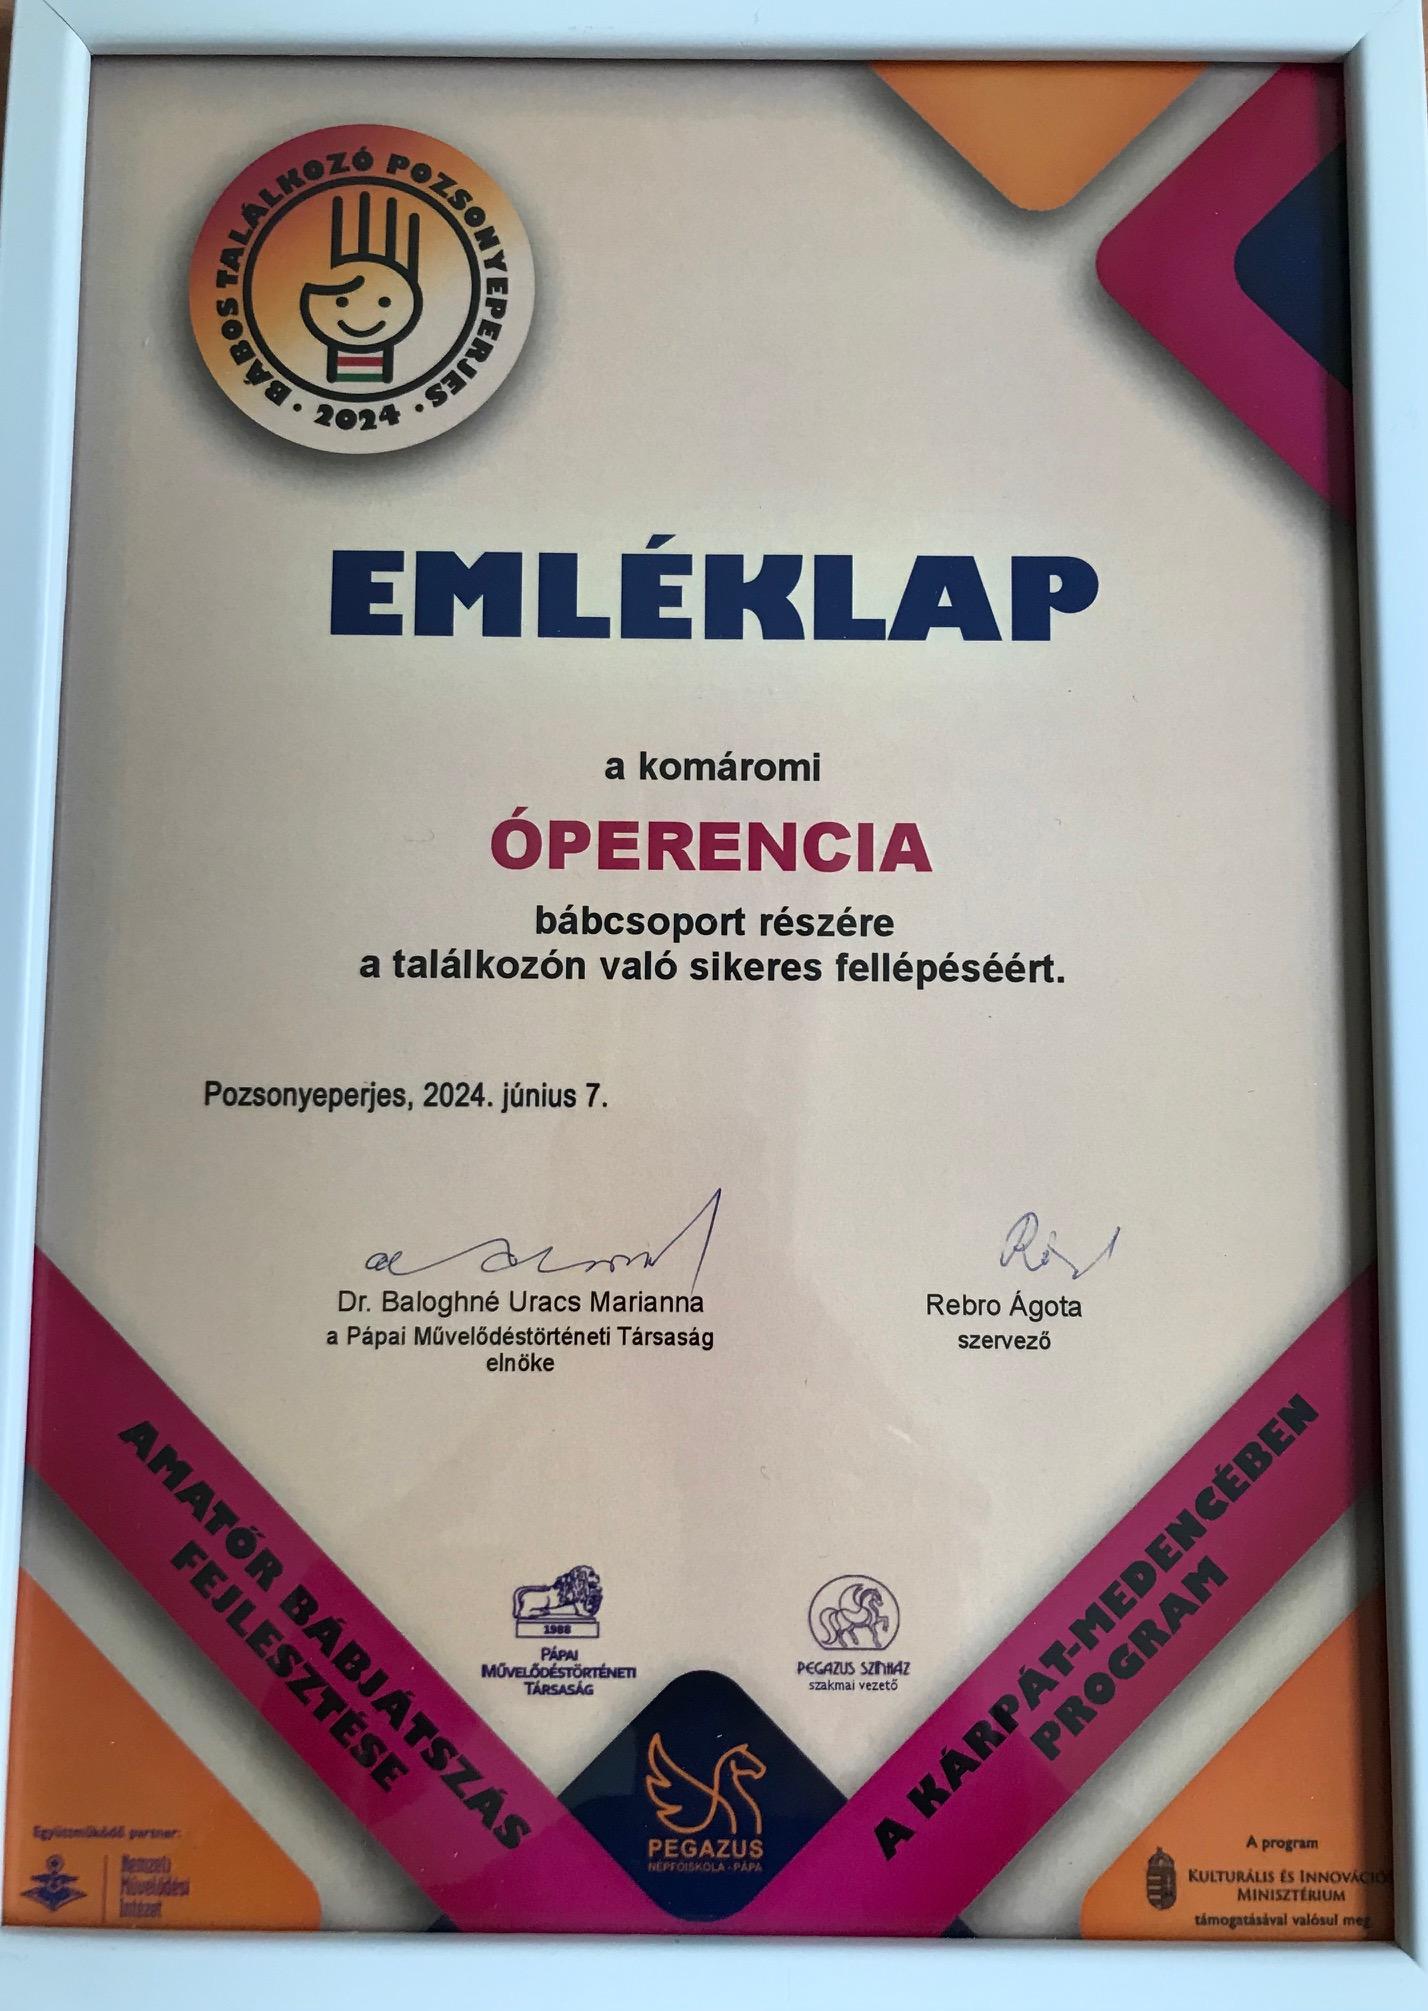 BÁBOS TALÁLKOZÓ POZSONYEPERJES
· 2024 ·
EMLÉKLAP
a komáromi
ÓPERENCIA
bábcsoport részére
a találkozón való sikeres fellépéséért.
Pozsonyeperjes, 2024. június 7.
Dr. Baloghné Uracs Marianna
a Pápai Művelődéstörténeti Társaság
elnöke
Rebro Ágota
szervező
AMATŐR BÁBJÁTSZÁS
FEJLESZTÉSE
A KÁRPÁT-MEDENCÉBEN
PROGRAM
1988
PÁPAI
MŰVELŐDÉSTÖRTÉNETI
TÁRSASÁG
PEGAZUS SZÍNHÁZ
szakmai vezető
PEGAZUS
NÉPFŐISKOLA · PÁPA
Együttműködő partner:
Nemzeti
Művelődési
Intézet
A program
KULTURÁLIS ÉS INNOVÁCIÓS
MINISZTÉRIUM
támogatásával valósul meg